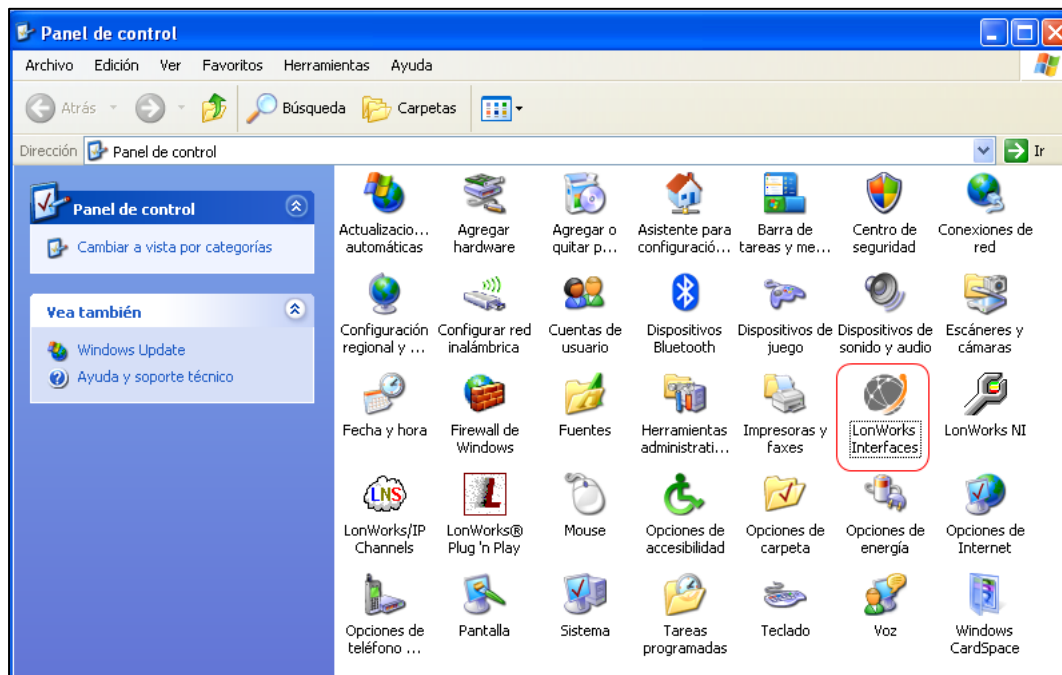 Panel de control
Archivo Edición Ver Favoritos Herramientas Ayuda
Atrás Búsqueda Carpetas
Dirección Panel de control Ir
Panel de control
Cambiar a vista por categorías
Vea también
Windows Update
Ayuda y soporte técnico
Actualizacio... Agregar Agregar o Asistente para Barra de Centro de Conexiones de
automáticas hardware quitar p... configuració... tareas y me... seguridad red
Configuración Configurar red Cuentas de Dispositivos Dispositivos de Dispositivos de Escáneres y
regional y ... inalámbrica usuario Bluetooth juego sonido y audio cámaras
Fecha y hora Firewall de Fuentes Herramientas Impresoras y LonWorks LonWorks NI
Windows administrati... faxes Interfaces
LNS L
LonWorks/IP LonWorks® Mouse Opciones de Opciones de Opciones de Opciones de
Channels Plug 'n Play accesibilidad carpeta energía Internet
Opciones de Pantalla Sistema Tareas Teclado Voz Windows
teléfono ... programadas CardSpace